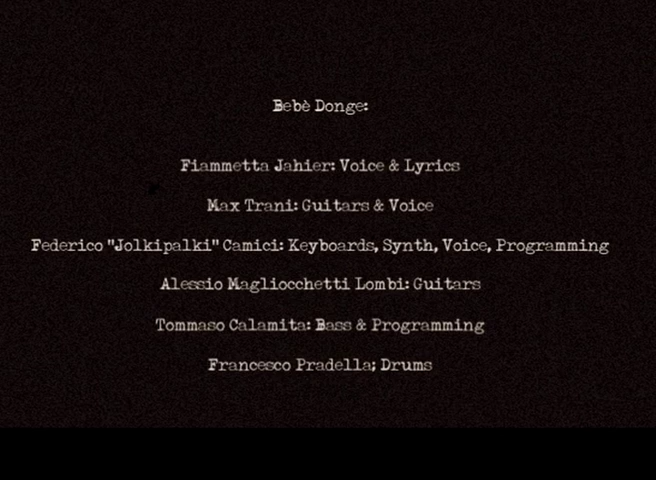 Bebè Donge:
Fiammetta Jahier: Voice & Lyrics
Max Trani: Guitars & Voice
Federico "Jolkipalki" Camici: Keyboards, Synth, Voice, Programming
Alessio Magliocchetti Lombi: Guitars
Tommaso Calamita: Bass & Programming
Francesco Pradella; Drums